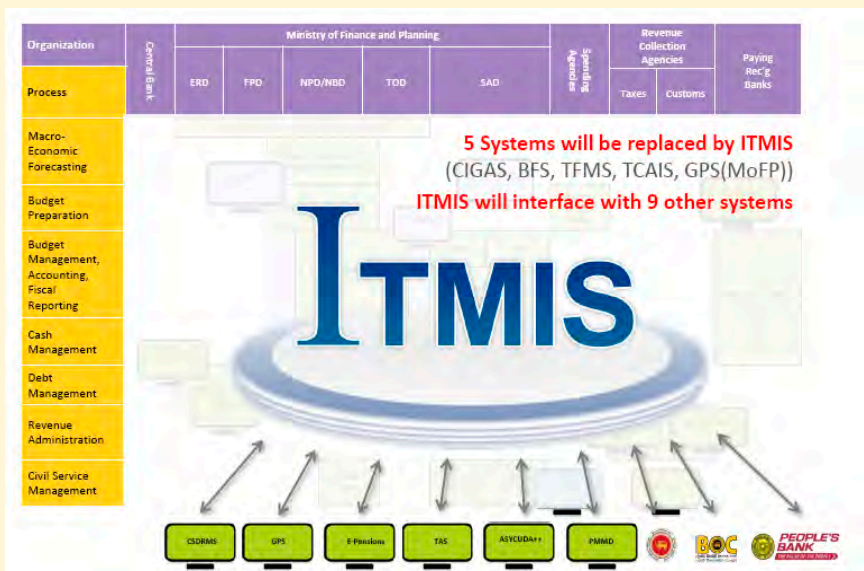 Organization
Central Bank
Ministry of Finance and Planning
Spending
Agencies
Revenue
Collection
Agencies
Paying
Rec'g
Banks
Process
ERD
FPD
NPD/NBD
TOD
SAD
Taxes
Customs
Macro-
Economic
Forecasting
5 Systems will be replaced by ITMIS
(CIGAS, BFS, TFMS, TCAIS, GPS(MoFP))
ITMIS will interface with 9 other systems
Budget
Preparation
Budget
Management,
Accounting,
Fiscal
Reporting
ITMIS
Cash
Management
Debt
Management
Revenue
Administration
Civil Service
Management
CSDRMS
GPS
E-Pensions
TAS
ASYCUDA++
PMMD
BOC
PEOPLE'S
BANK